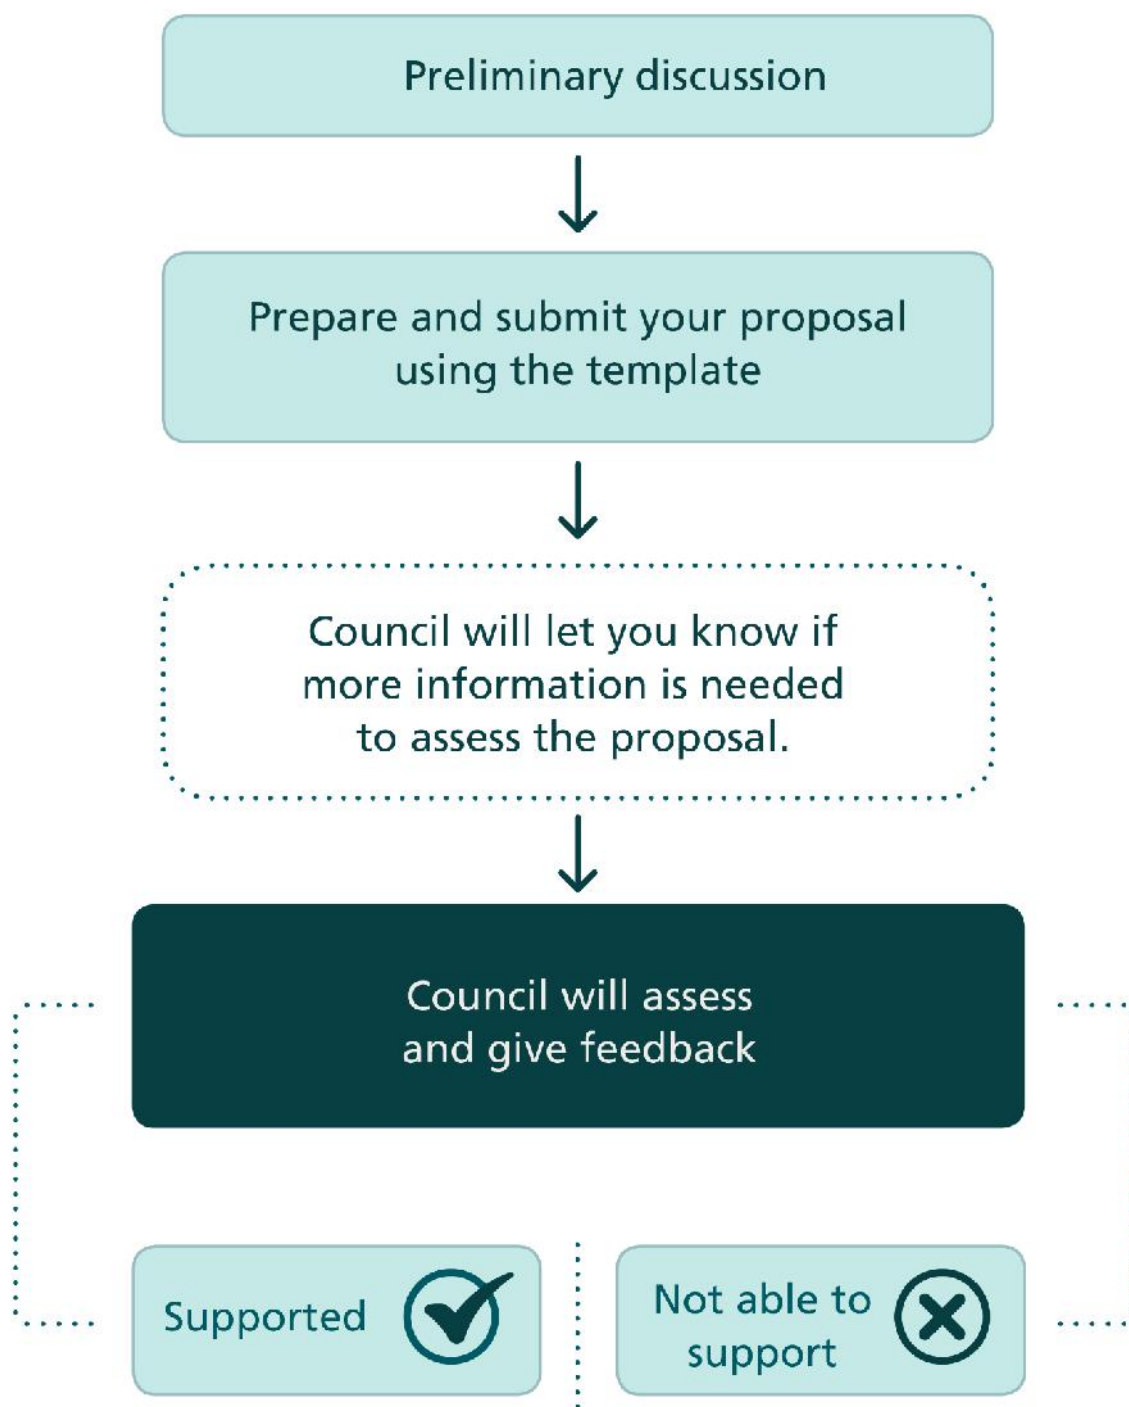 Preliminary discussion
Prepare and submit your proposal
using the template
Council will let you know if
more information is needed
to assess the proposal.
Council will assess
and give feedback
Supported
Not able to
support